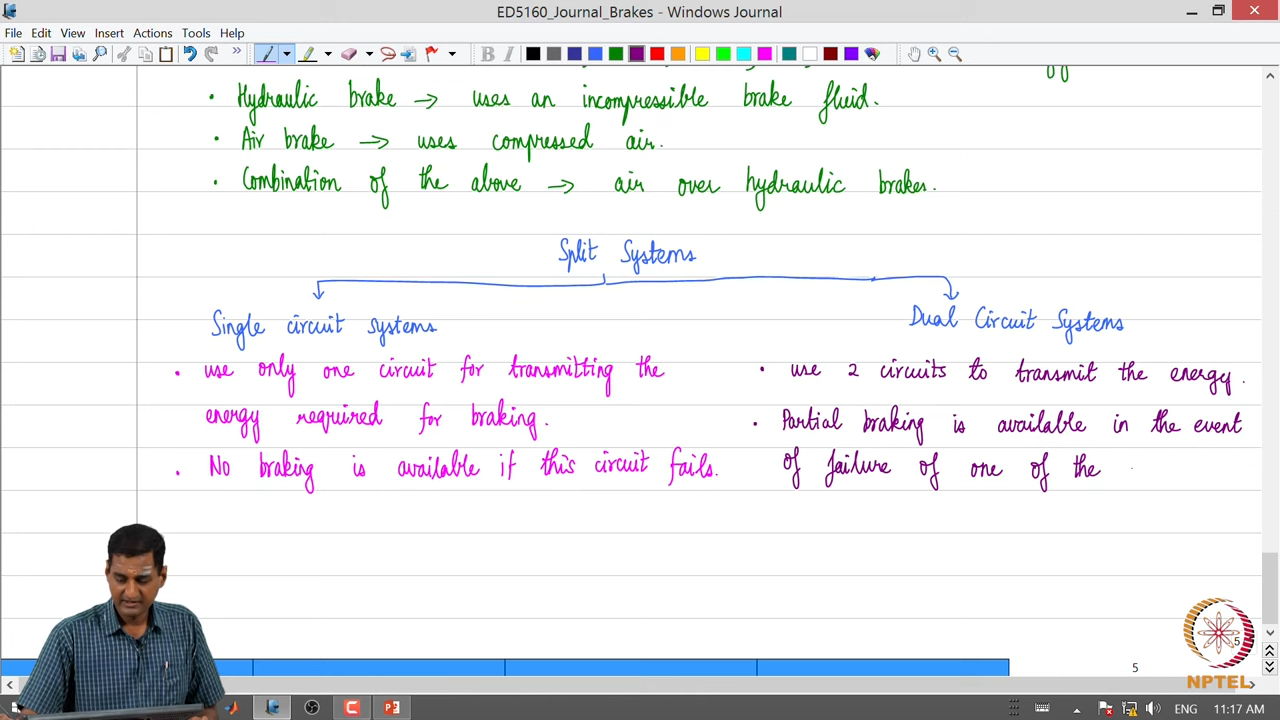 ED5160_Journal_Brakes - Windows Journal
File Edit View Insert Actions Tools Help
• Hydraulic brake → uses an incompressible brake fluid.
• Air brake → uses compressed air.
• Combination of the above → air over hydraulic brakes.
Split Systems
Single circuit systems
Dual Circuit Systems
• use only one circuit for transmitting the
energy required for braking.
• No braking is available if this circuit fails.
• use 2 circuits to transmit the energy.
• Partial braking is available in the event
of failure of one of the
5
5
NPTEL
ENG 11:17 AM